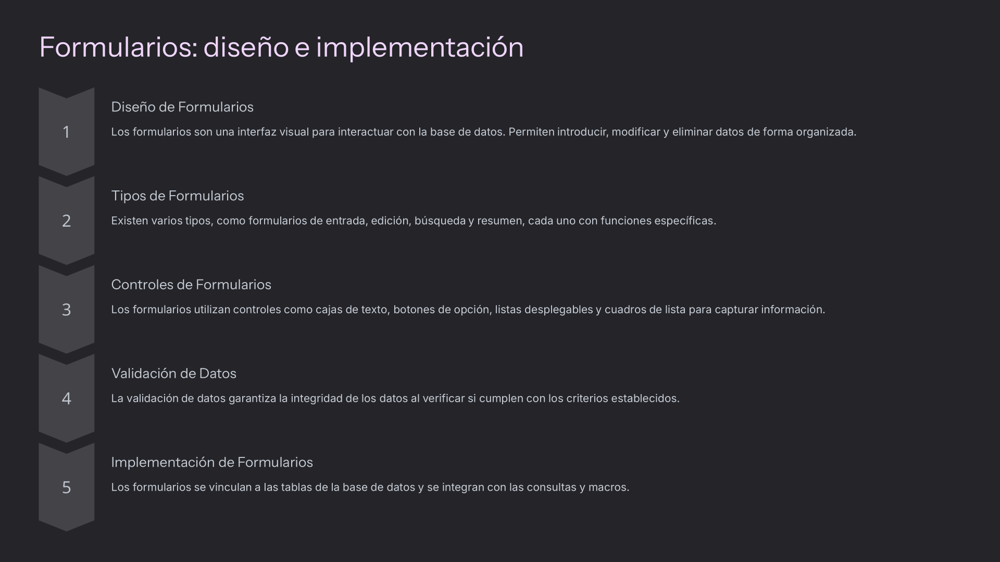 Formularios: diseño e implementación
1
Diseño de Formularios
Los formularios son una interfaz visual para interactuar con la base de datos. Permiten introducir, modificar y eliminar datos de forma organizada.
2
Tipos de Formularios
Existen varios tipos, como formularios de entrada, edición, búsqueda y resumen, cada uno con funciones específicas.
3
Controles de Formularios
Los formularios utilizan controles como cajas de texto, botones de opción, listas desplegables y cuadros de lista para capturar información.
4
Validación de Datos
La validación de datos garantiza la integridad de los datos al verificar si cumplen con los criterios establecidos.
5
Implementación de Formularios
Los formularios se vinculan a las tablas de la base de datos y se integran con las consultas y macros.